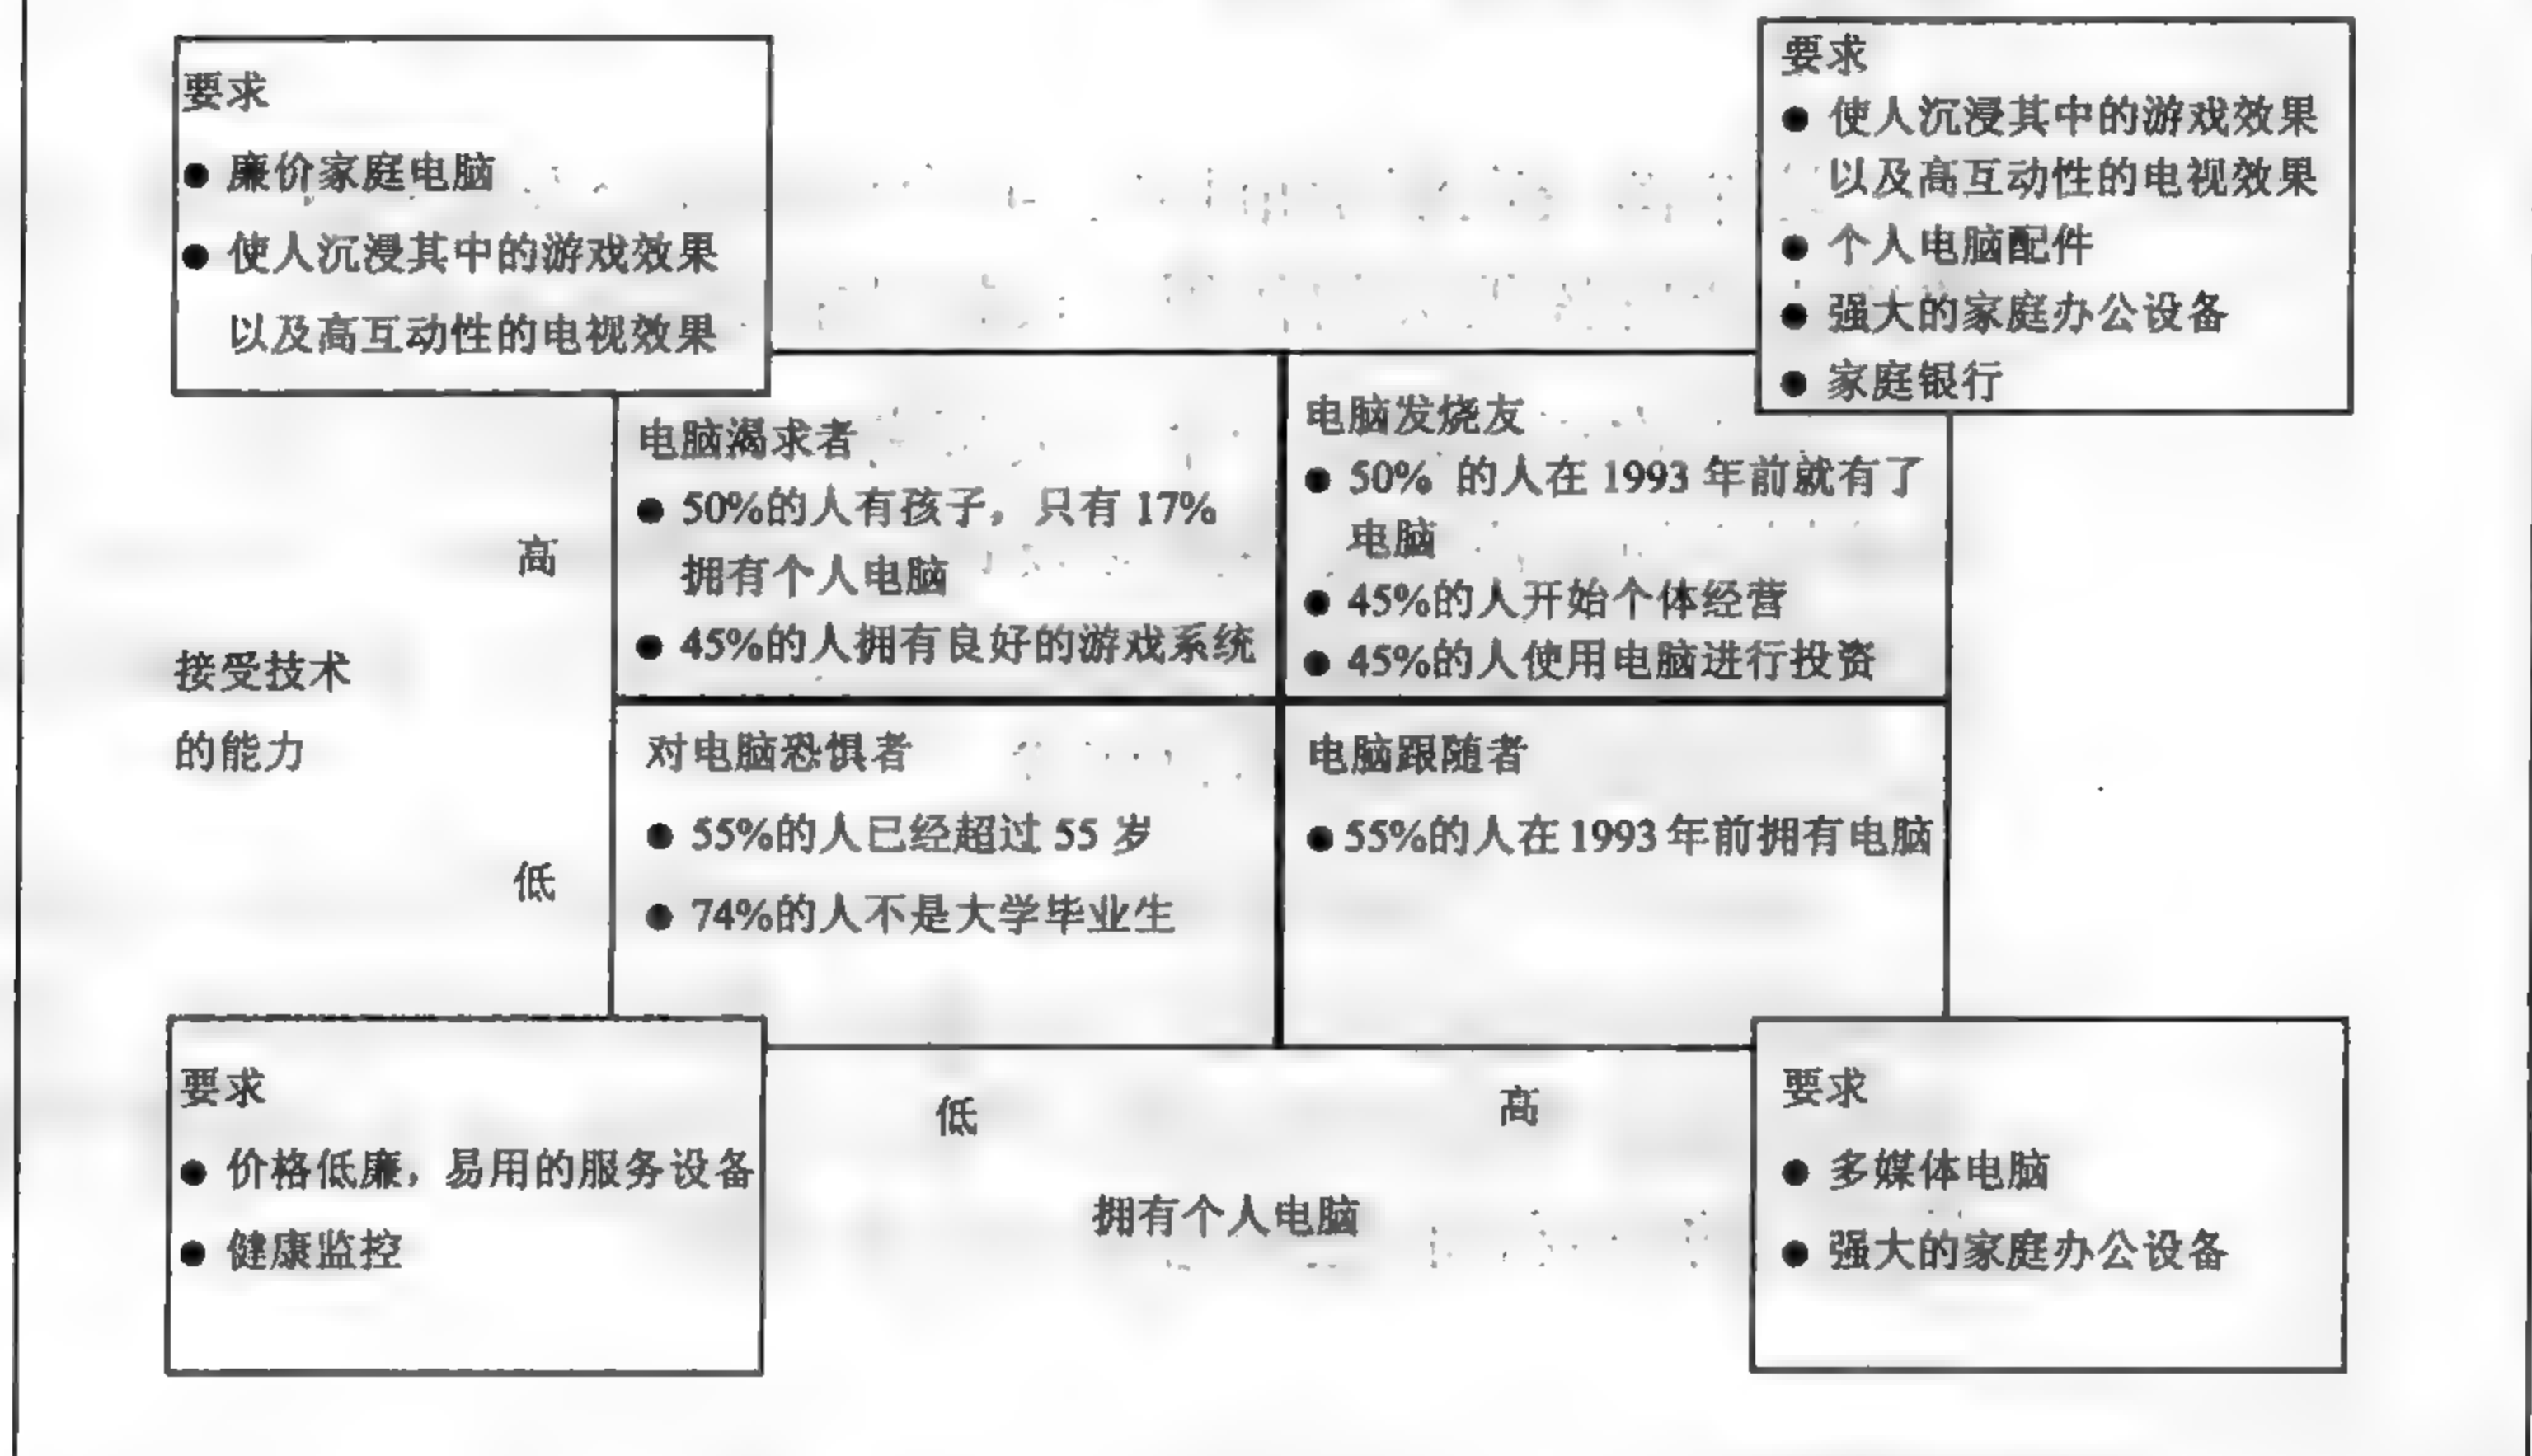 要求
● 廉价家庭电脑
● 使人沉浸其中的游戏效果
以及高互动性的电视效果
要求
● 使人沉浸其中的游戏效果
以及高互动性的电视效果
● 个人电脑配件
● 强大的家庭办公设备
● 家庭银行
电脑渴求者
● 50%的人有孩子，只有 17%
拥有个人电脑
● 45%的人拥有良好的游戏系统
电脑发烧友
● 50% 的人在 1993 年前就有了
电脑
● 45%的人开始个体经营
● 45%的人使用电脑进行投资
高
接受技术
的能力
低
对电脑恐惧者
● 55%的人已经超过 55 岁
● 74%的人不是大学毕业生
电脑跟随者
● 55%的人在 1993 年前拥有电脑
要求
● 价格低廉，易用的服务设备
● 健康监控
低
高
拥有个人电脑
要求
● 多媒体电脑
● 强大的家庭办公设备